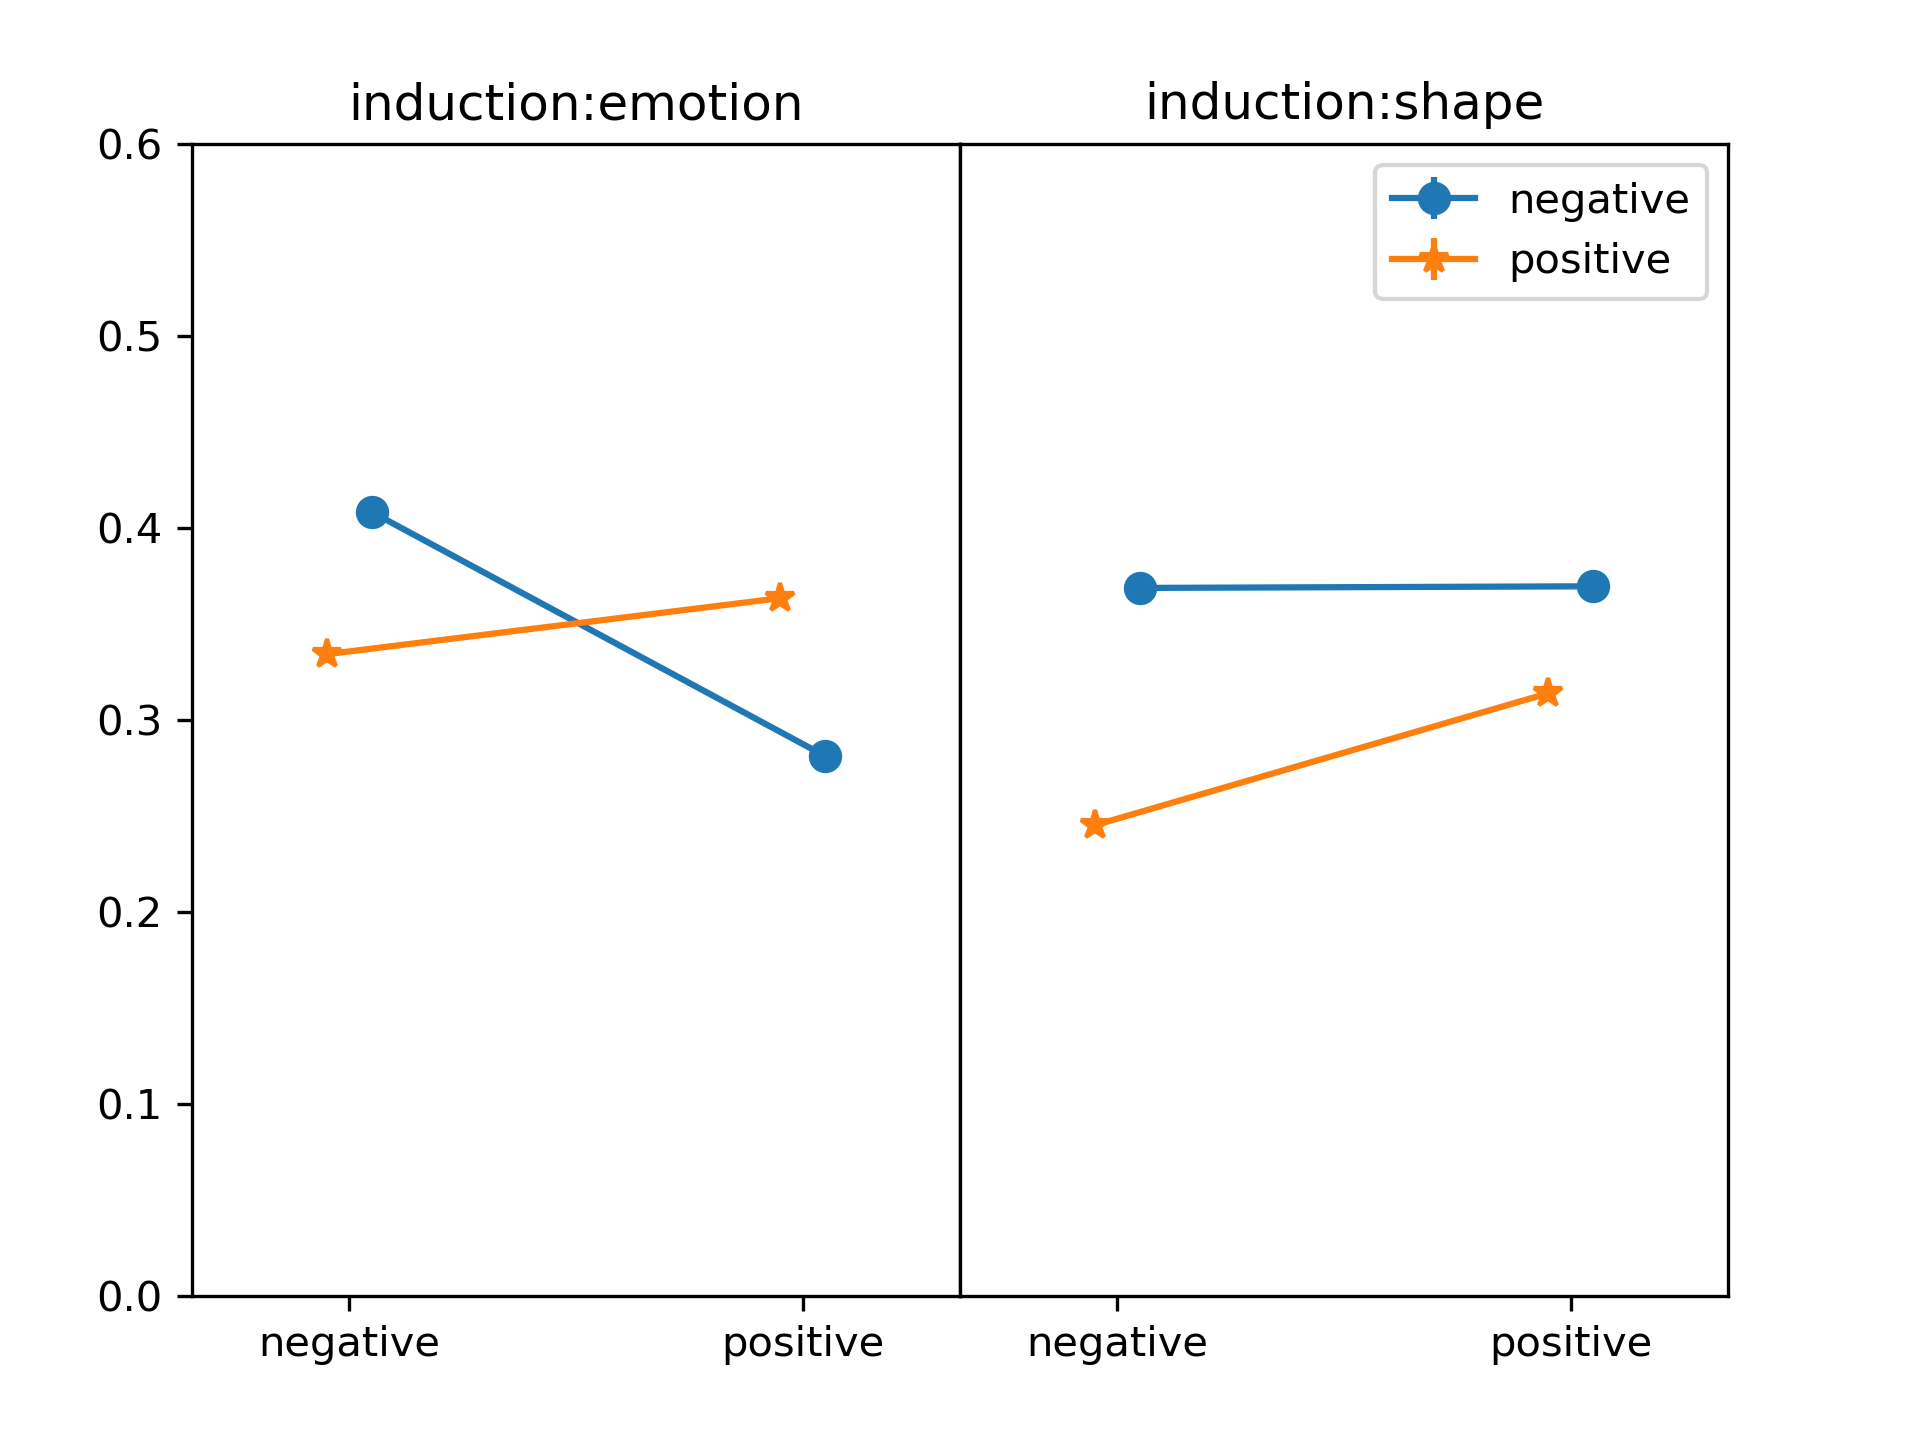 induction:emotion
induction:shape
negative
positive
0.6
0.5
0.4
0.3
0.2
0.1
0.0
negative
positive
negative
positive